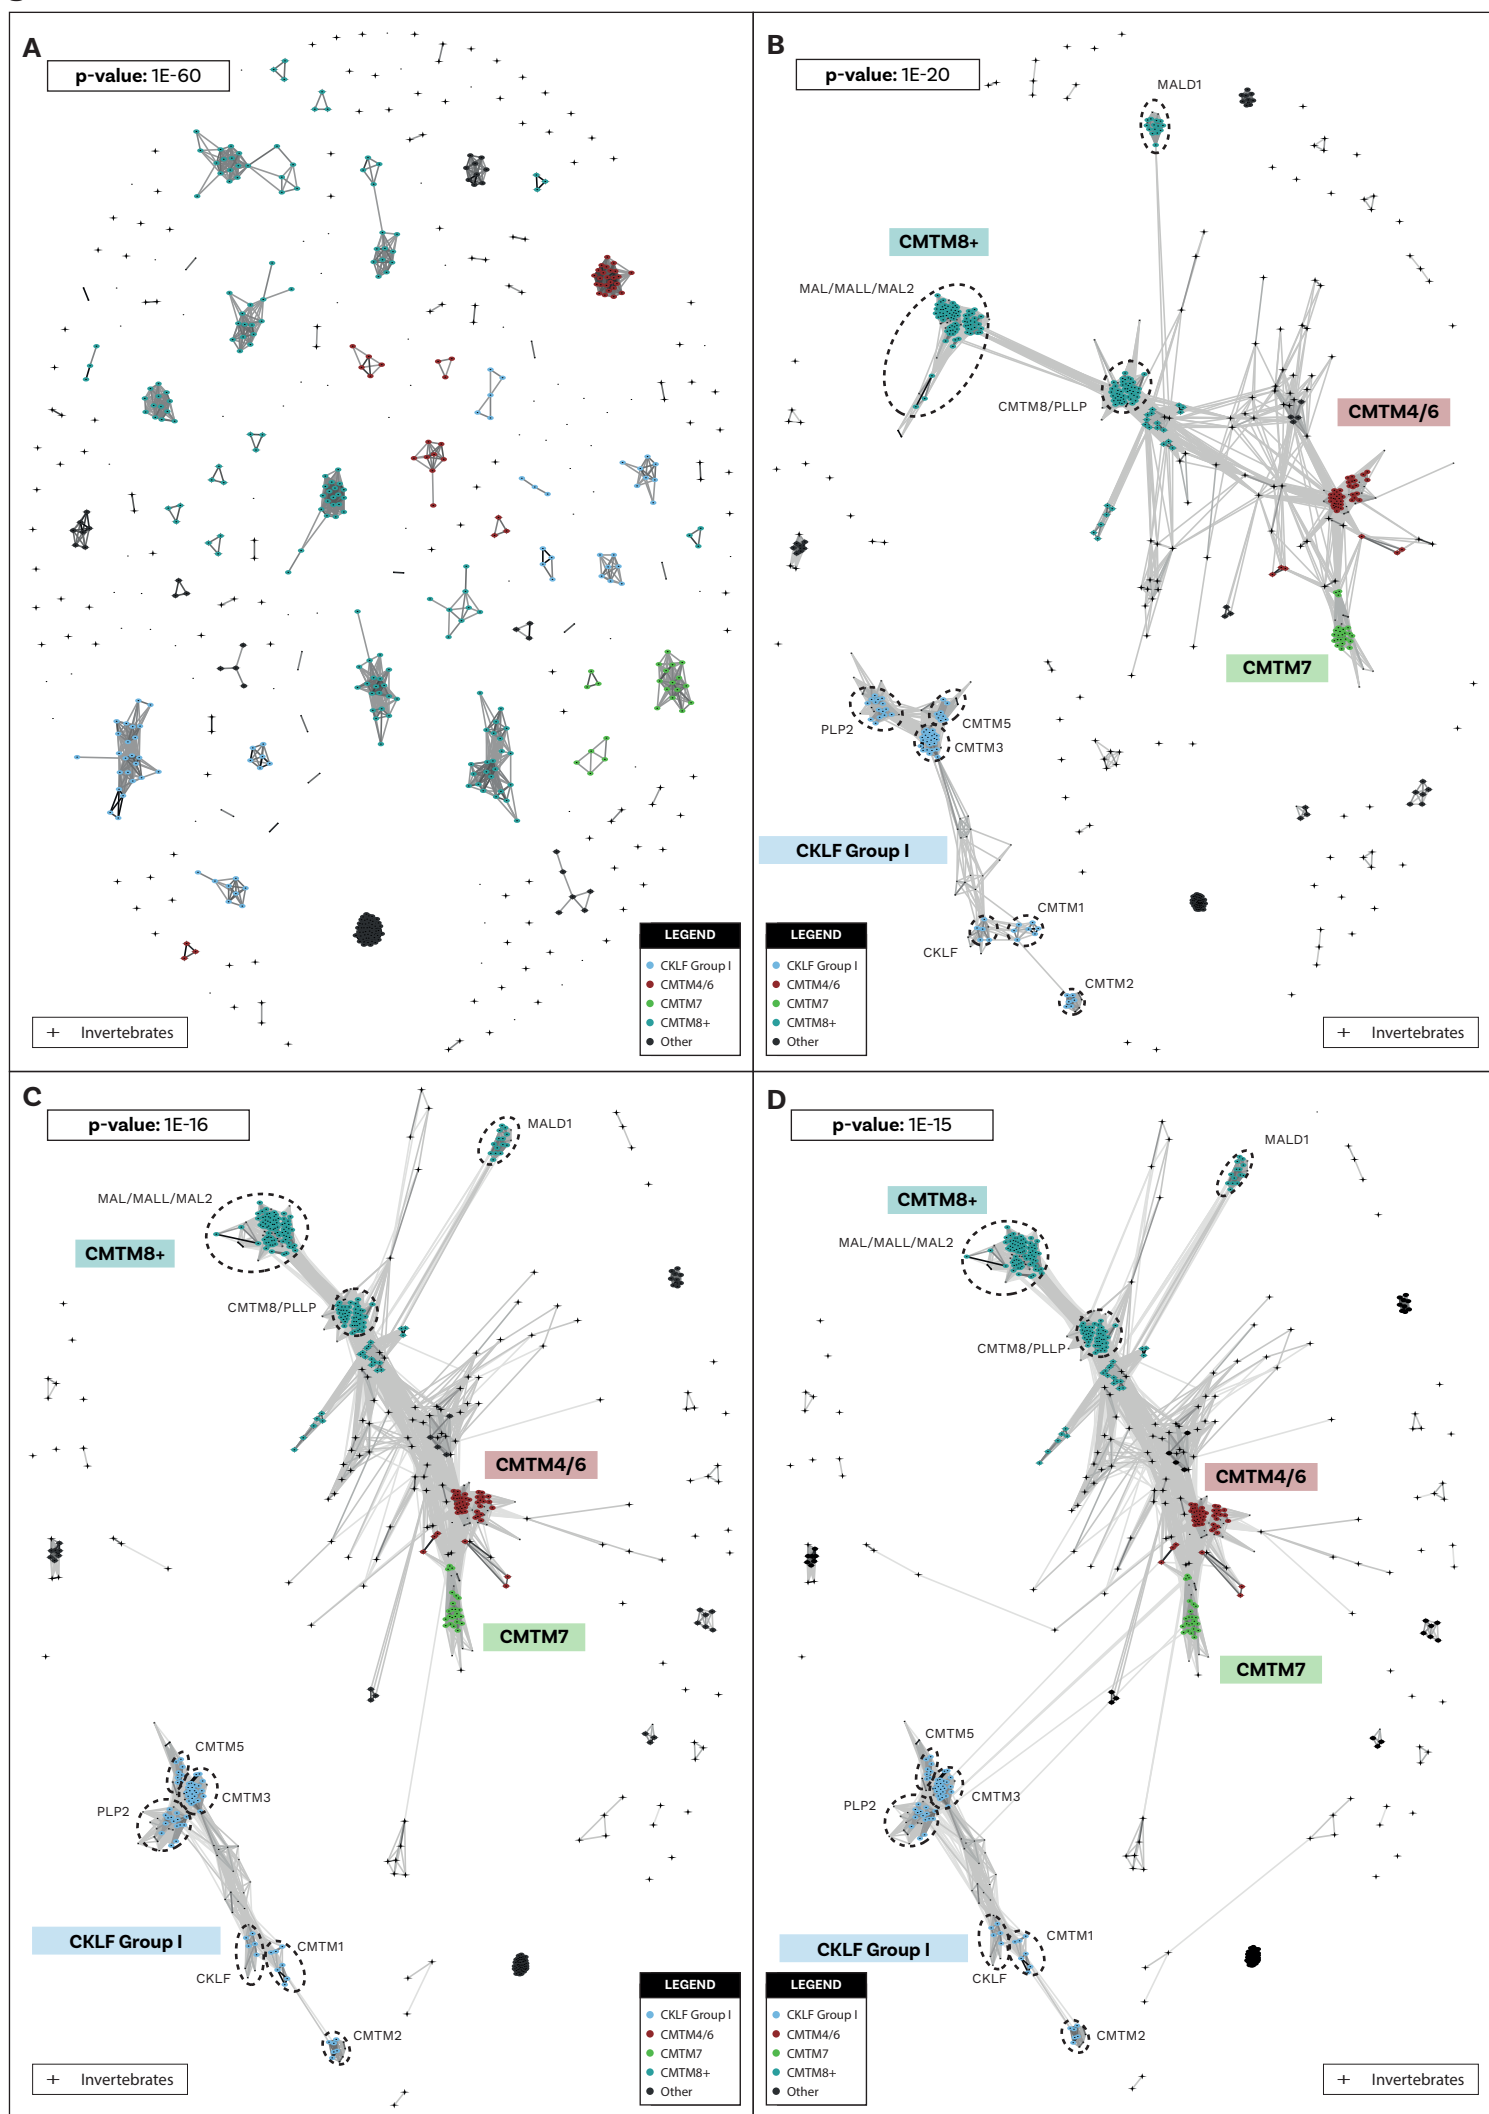 A
p-value: 1E-60
LEGEND
CKLF Group I
CMTM4/6
CMTM7
CMTM8+
Other
Invertebrates
B
p-value: 1E-20
MALD1
CMTM8+
MAL/MALL/MAL2
CMTM8/PLLP
CMTM4/6
CMTM7
PLP2
CMTM5
CMTM3
CKLF Group I
CMTM1
CKLF
CMTM2
LEGEND
CKLF Group I
CMTM4/6
CMTM7
CMTM8+
Other
Invertebrates
C
p-value: 1E-16
MALD1
MAL/MALL/MAL2
CMTM8+
CMTM8/PLLP
CMTM4/6
CMTM7
CMTM5
CMTM3
PLP2
CKLF Group I
CMTM1
CKLF
CMTM2
LEGEND
CKLF Group I
CMTM4/6
CMTM7
CMTM8+
Other
Invertebrates
D
p-value: 1E-15
MALD1
CMTM8+
MAL/MALL/MAL2
CMTM8/PLLP
CMTM4/6
CMTM7
CMTM5
CMTM3
PLP2
CMTM1
CKLF Group I
CKLF
CMTM2
LEGEND
CKLF Group I
CMTM4/6
CMTM7
CMTM8+
Other
Invertebrates